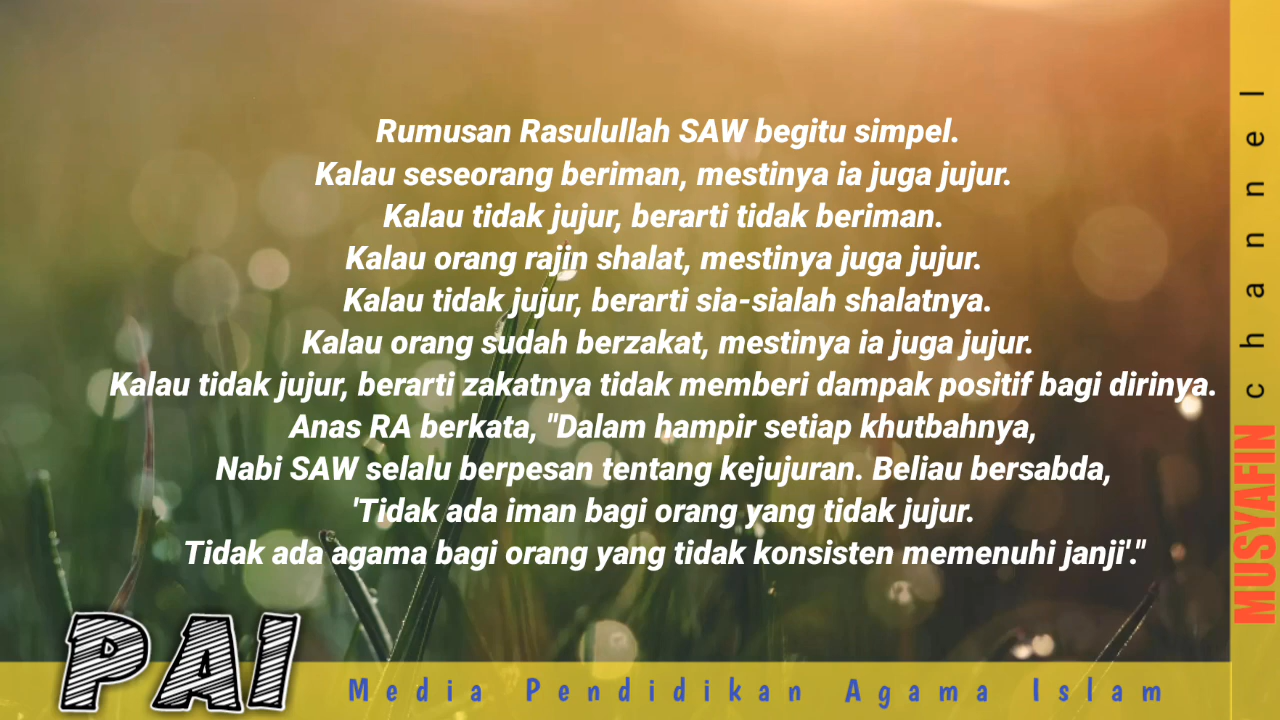 Rumusan Rasulullah SAW begitu simpel.
Kalau seseorang beriman, mestinya ia juga jujur.
Kalau tidak jujur, berarti tidak beriman.
Kalau orang rajin shalat, mestinya juga jujur.
Kalau tidak jujur, berarti sia-sialah shalatnya.
Kalau orang sudah berzakat, mestinya ia juga jujur.
Kalau tidak jujur, berarti zakatnya tidak memberi dampak positif bagi dirinya.
Anas RA berkata, "Dalam hampir setiap khutbahnya,
Nabi SAW selalu berpesan tentang kejujuran. Beliau bersabda,
'Tidak ada iman bagi orang yang tidak jujur.
Tidak ada agama bagi orang yang tidak konsisten memenuhi janji'."
PAI
Media Pendidikan Agama Islam
MUSYAFIN channel